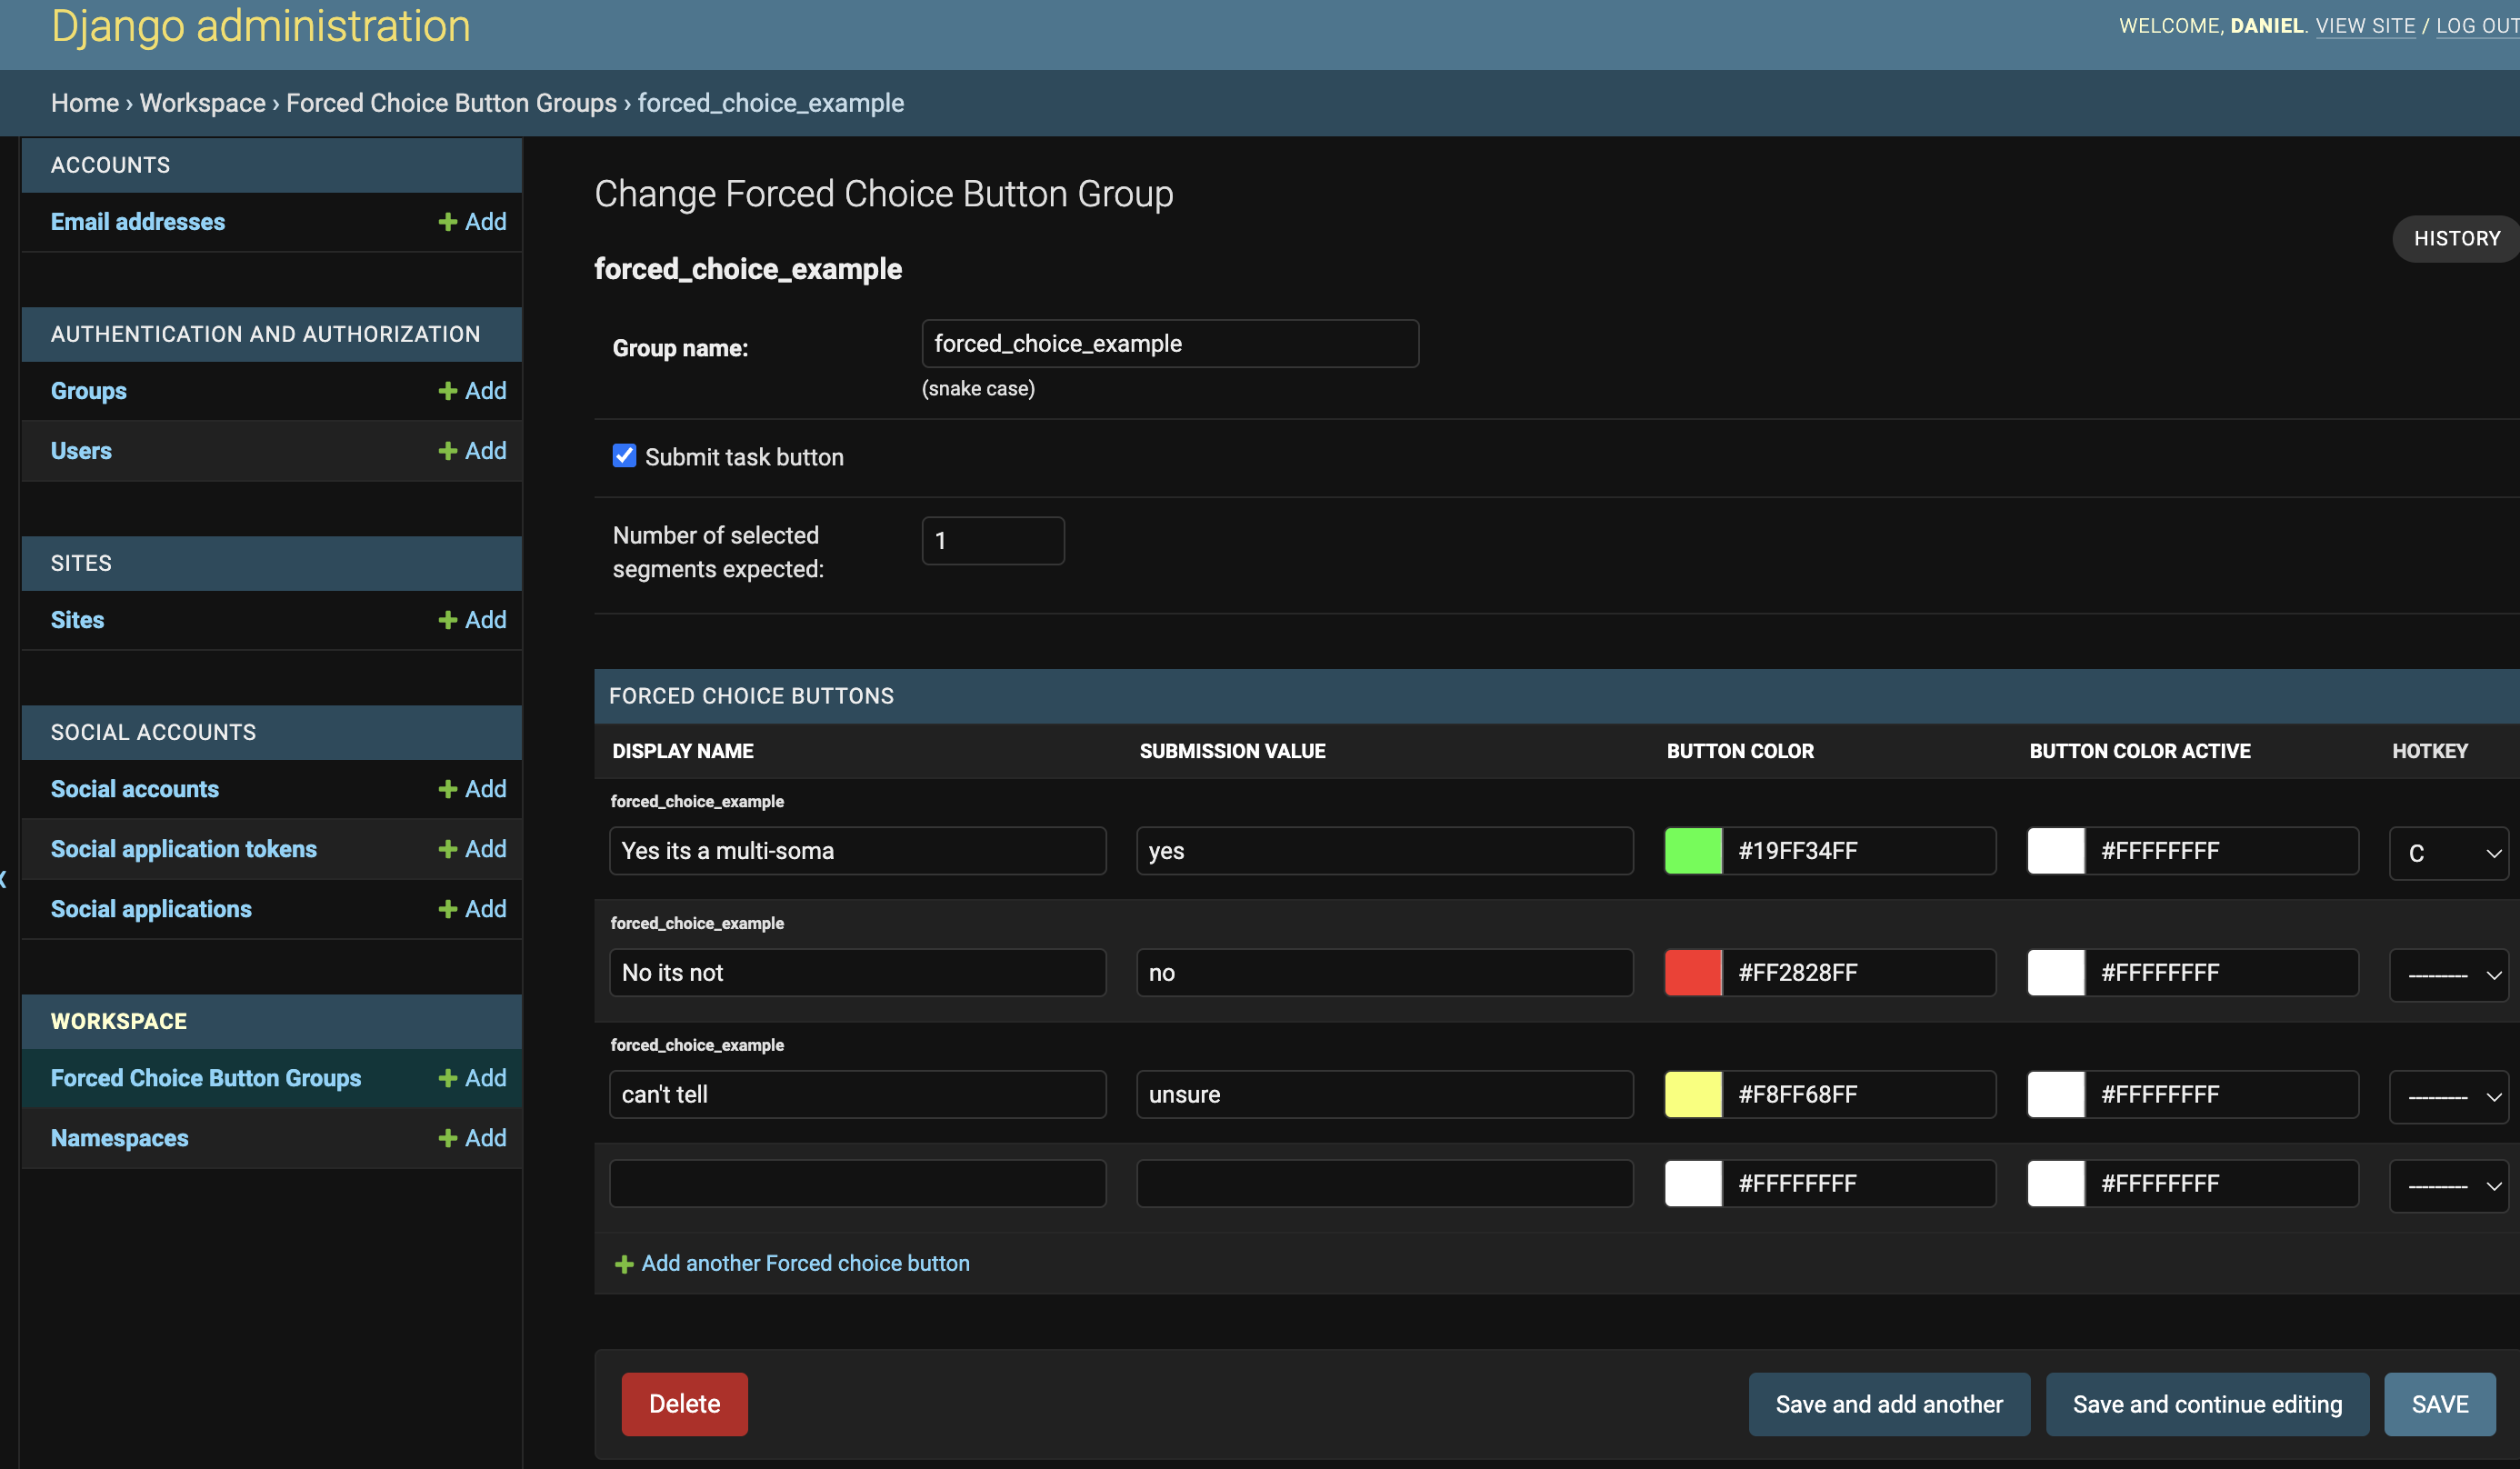 Django administration
WELCOME, DANIEL. VIEW SITE / LOG OUT
Home › Workspace › Forced Choice Button Groups › forced_choice_example
ACCOUNTS
Email addresses Add
AUTHENTICATION AND AUTHORIZATION
Groups Add
Users Add
SITES
Sites Add
SOCIAL ACCOUNTS
Social accounts Add
Social application tokens Add
Social applications Add
WORKSPACE
Forced Choice Button Groups Add
Namespaces Add
Change Forced Choice Button Group
HISTORY
forced_choice_example
Group name: forced_choice_example
(snake case)
Submit task button
Number of selected
segments expected:
1
FORCED CHOICE BUTTONS
DISPLAY NAME SUBMISSION VALUE BUTTON COLOR BUTTON COLOR ACTIVE HOTKEY
forced_choice_example
Yes its a multi-soma yes #19FF34FF #FFFFFFFF C
forced_choice_example
No its not no #FF2828FF #FFFFFFFF ---------
forced_choice_example
can't tell unsure #F8FF68FF #FFFFFFFF ---------
#FFFFFFFF #FFFFFFFF ---------
Add another Forced choice button
Delete Save and add another Save and continue editing SAVE